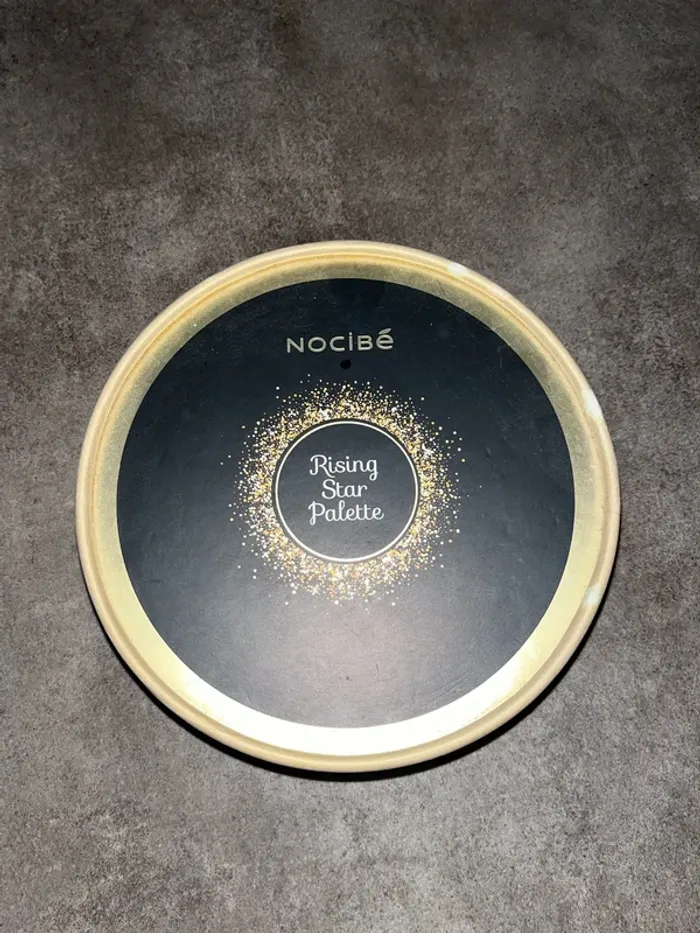 NOCiBé
Rising
Star
Palette